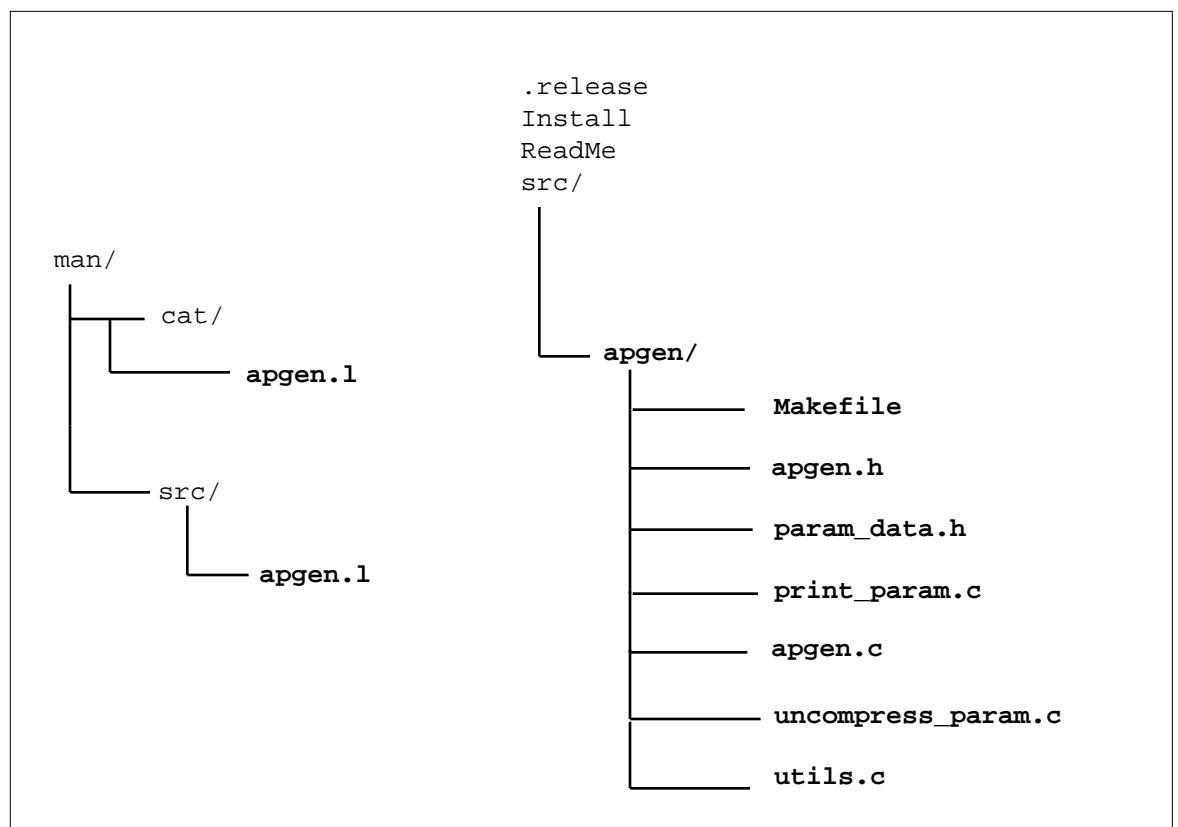 .release
Install
ReadMe
src/
man/
cat/
apgen.l
src/
apgen.l
apgen/
Makefile
apgen.h
param_data.h
print_param.c
apgen.c
uncompress_param.c
utils.c